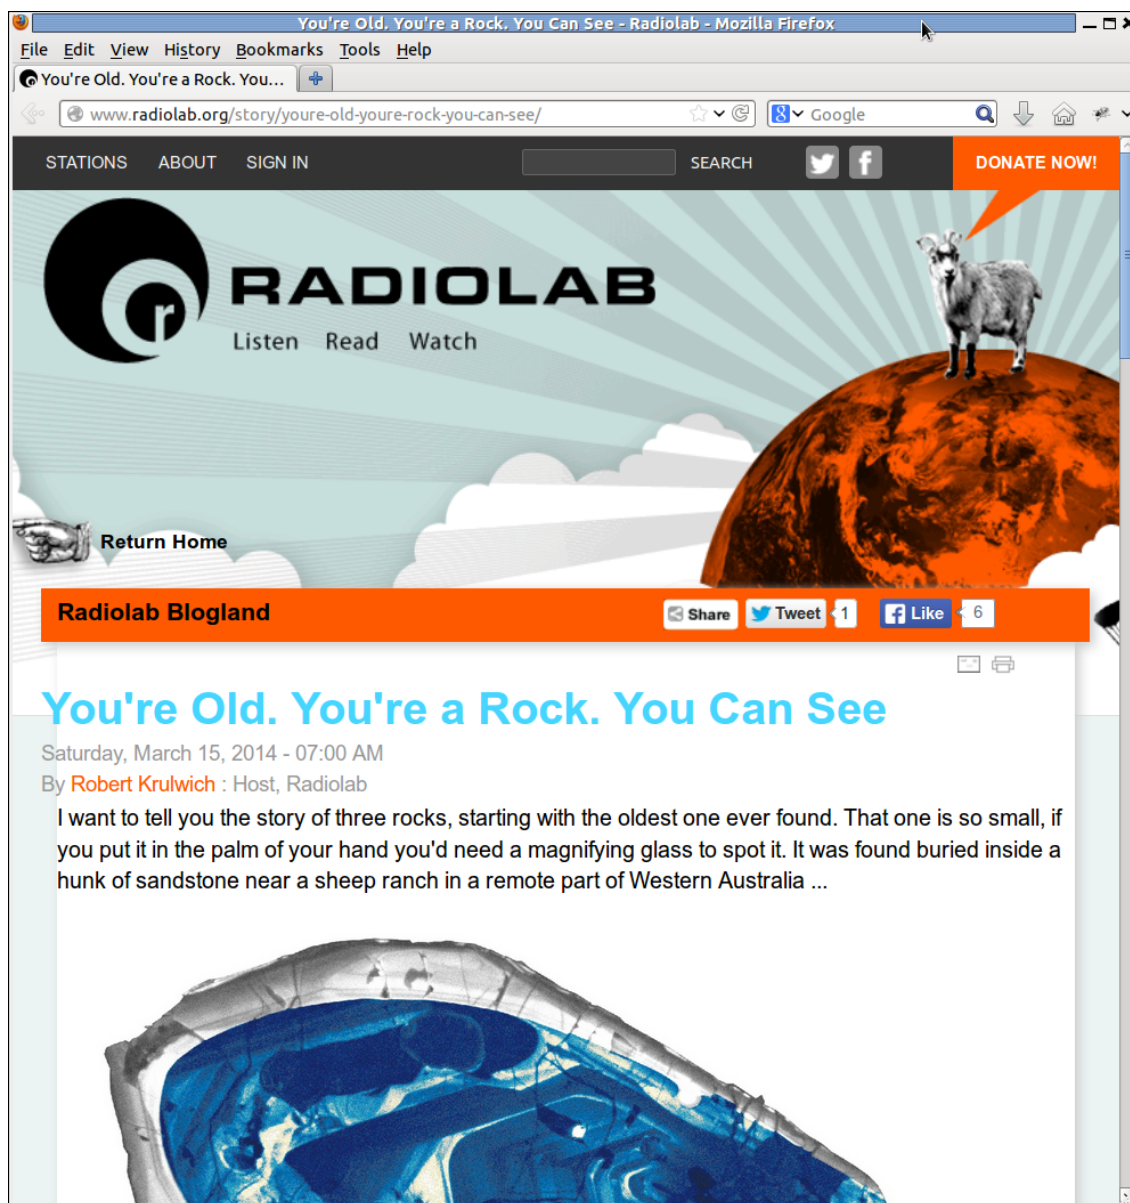 You're Old. You're a Rock. You Can See - Radiolab - Mozilla Firefox
File Edit View History Bookmarks Tools Help
You're Old. You're a Rock. You...
www.radiolab.org/story/youre-old-youre-rock-you-can-see/
8 Google
STATIONS ABOUT SIGN IN SEARCH DONATE NOW!
r RADIOLAB
Listen Read Watch
Return Home
Radiolab Blogland
Share Tweet 1 Like 6
You're Old. You're a Rock. You Can See
Saturday, March 15, 2014 - 07:00 AM
By Robert Krulwich : Host, Radiolab
I want to tell you the story of three rocks, starting with the oldest one ever found. That one is so small, if
you put it in the palm of your hand you'd need a magnifying glass to spot it. It was found buried inside a
hunk of sandstone near a sheep ranch in a remote part of Western Australia ...